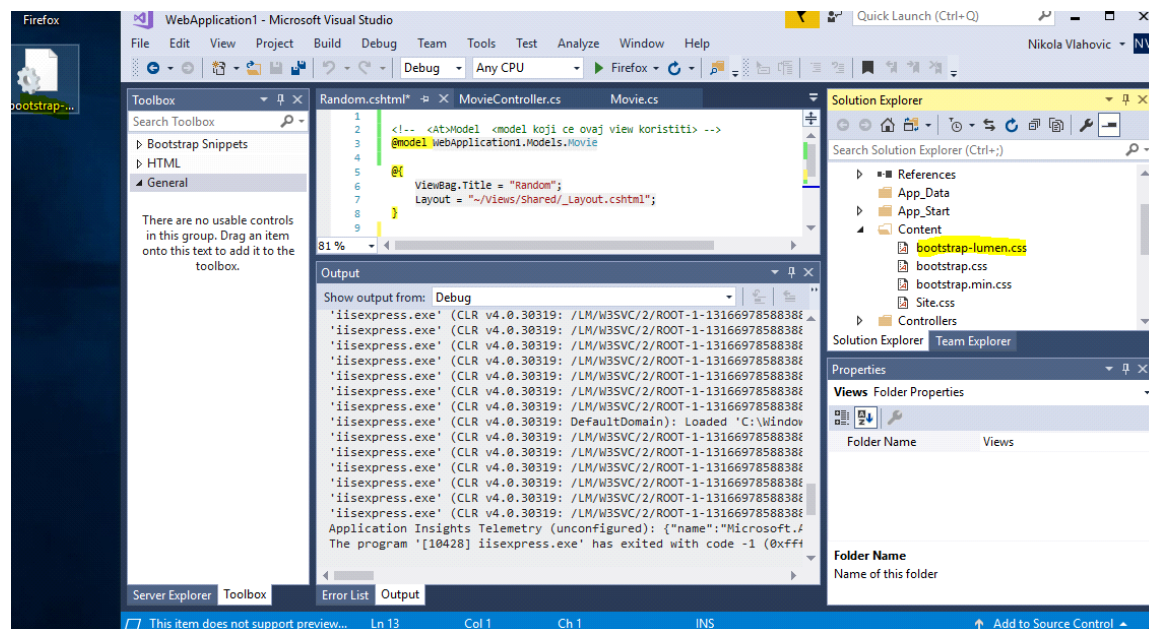 Firefox
bootstrap-...
WebApplication1 - Microsoft Visual Studio
Quick Launch (Ctrl+Q)
File Edit View Project Build Debug Team Tools Test Analyze Window Help
Nikola Vlahovic
NV
Debug Any CPU Firefox
Toolbox
Search Toolbox
Bootstrap Snippets
HTML
General
There are no usable controls
in this group. Drag an item
onto this text to add it to the
toolbox.
Server Explorer Toolbox
Random.cshtml* MovieController.cs Movie.cs
1
2 <!-- <At>Model <model koji ce ovaj view koristiti> -->
3 @model WebApplication1.Models.Movie
4
5 @{
6 ViewBag.Title = "Random";
7 Layout = "~/Views/Shared/_Layout.cshtml";
8 }
9
81 %
Output
Show output from: Debug
'iisexpress.exe' (CLR v4.0.30319: /LM/W3SVC/2/ROOT-1-13166978588388
'iisexpress.exe' (CLR v4.0.30319: /LM/W3SVC/2/ROOT-1-13166978588388
'iisexpress.exe' (CLR v4.0.30319: /LM/W3SVC/2/ROOT-1-13166978588388
'iisexpress.exe' (CLR v4.0.30319: /LM/W3SVC/2/ROOT-1-13166978588388
'iisexpress.exe' (CLR v4.0.30319: /LM/W3SVC/2/ROOT-1-13166978588388
'iisexpress.exe' (CLR v4.0.30319: /LM/W3SVC/2/ROOT-1-13166978588388
'iisexpress.exe' (CLR v4.0.30319: /LM/W3SVC/2/ROOT-1-13166978588388
'iisexpress.exe' (CLR v4.0.30319: DefaultDomain): Loaded 'C:\Window
'iisexpress.exe' (CLR v4.0.30319: /LM/W3SVC/2/ROOT-1-13166978588388
'iisexpress.exe' (CLR v4.0.30319: /LM/W3SVC/2/ROOT-1-13166978588388
'iisexpress.exe' (CLR v4.0.30319: /LM/W3SVC/2/ROOT-1-13166978588388
'iisexpress.exe' (CLR v4.0.30319: /LM/W3SVC/2/ROOT-1-13166978588388
'iisexpress.exe' (CLR v4.0.30319: /LM/W3SVC/2/ROOT-1-13166978588388
'iisexpress.exe' (CLR v4.0.30319: /LM/W3SVC/2/ROOT-1-13166978588388
Application Insights Telemetry (unconfigured): {"name":"Microsoft.A
The program '[10428] iisexpress.exe' has exited with code -1 (0xfff
Error List Output
Solution Explorer
Search Solution Explorer (Ctrl+;)
References
App_Data
App_Start
Content
bootstrap-lumen.css
bootstrap.css
bootstrap.min.css
Site.css
Controllers
Solution Explorer Team Explorer
Properties
Views Folder Properties
Folder Name Views
Folder Name
Name of this folder
This item does not support preview... Ln 13 Col 1 Ch 1 INS Add to Source Control